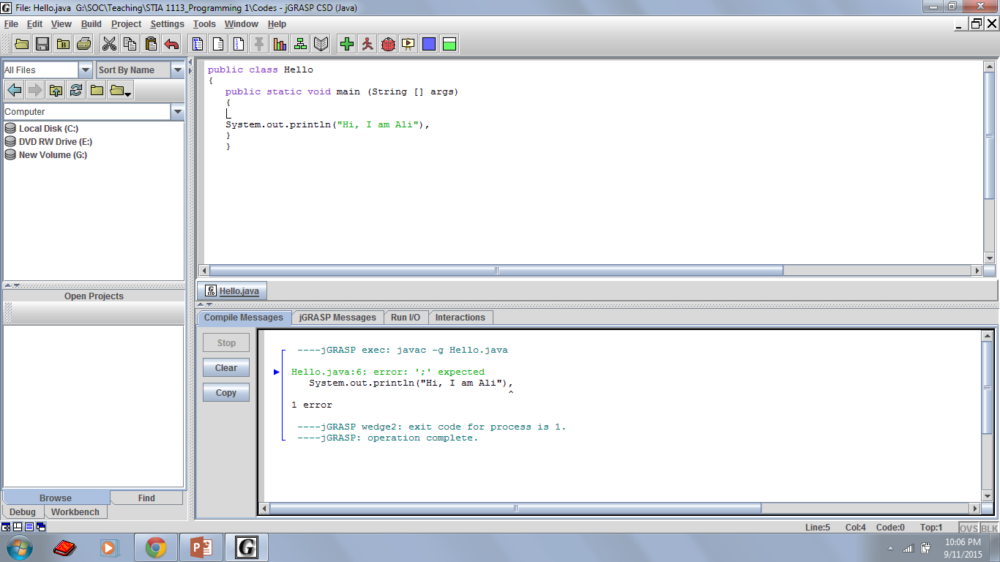 File: Hello.java  G:\SOC\Teaching\STIA 1113_Programming 1\Codes - jGRASP CSD (Java)
File Edit View Build Project Settings Tools Window Help
All Files
Sort By Name
Computer
Local Disk (C:)
DVD RW Drive (E:)
New Volume (G:)
Open Projects
Browse
Find
Debug
Workbench
public class Hello
{
   public static void main (String [] args)
   {
   System.out.println("Hi, I am Ali"),
   }
   }
Hello.java
Compile Messages
jGRASP Messages
Run I/O
Interactions
Stop
Clear
Copy
 ----jGRASP exec: javac -g Hello.java
Hello.java:6: error: ';' expected
   System.out.println("Hi, I am Ali"),
                                     ^
1 error
 ----jGRASP wedge2: exit code for process is 1.
 ----jGRASP: operation complete.
Line:5 Col:4 Code:0 Top:1 OVS BLK
10:06 PM
9/11/2015